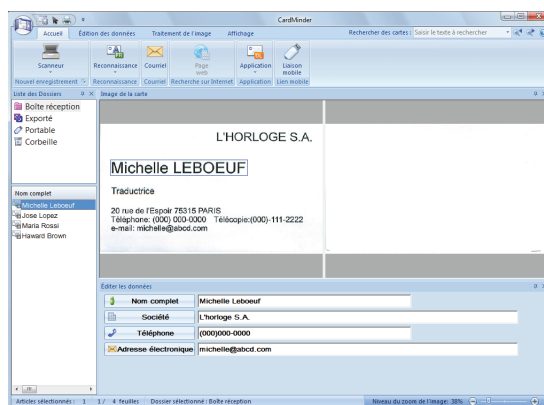 CardMinder
Accueil Édition des données Traitement de l'image Affichage Rechercher des cartes : Saisir le texte à rechercher
Scanneur Reconnaissance Courriel Page web Application Liaison mobile
Nouvel enregistrement Reconnaissance Courriel Recherche sur Internet Application Lien mobile
Liste des Dossiers
Image de la carte
Boîte réception
Exporté
Portable
Corbeille
L'HORLOGE S.A.
Michelle LEBOEUF
Traductrice
20 rue de l'Espoir 75315 PARIS
Téléphone: (000) 000-0000 Télécopie:(000)-111-2222
e-mail: michelle@abcd.com
Nom complet
Michelle Leboeuf
Jose Lopez
Maria Rossi
Haward Brown
Éditer les données
Nom complet Michelle Leboeuf
Société L'horloge S.A.
Téléphone (000)000-0000
Adresse électronique michelle@abcd.com
Articles sélectionnés : 1 1 / 4 feuilles Dossier sélectionné : Boîte réception Niveau du zoom de l'image: 38%